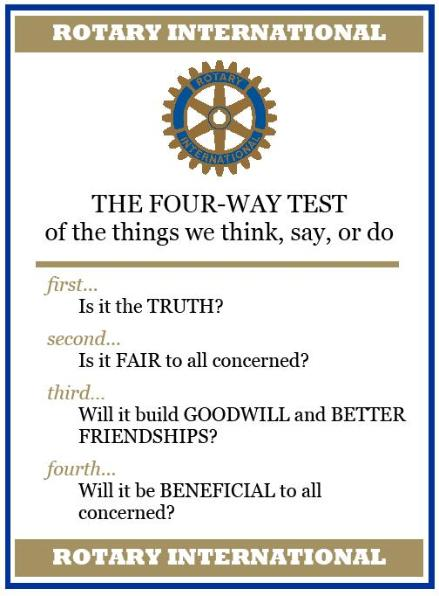 ROTARY INTERNATIONAL
ROTARY
INTERNATIONAL
THE FOUR-WAY TEST
of the things we think, say, or do
first...
Is it the TRUTH?
second...
Is it FAIR to all concerned?
third...
Will it build GOODWILL and BETTER
FRIENDSHIPS?
fourth...
Will it be BENEFICIAL to all
concerned?
ROTARY INTERNATIONAL